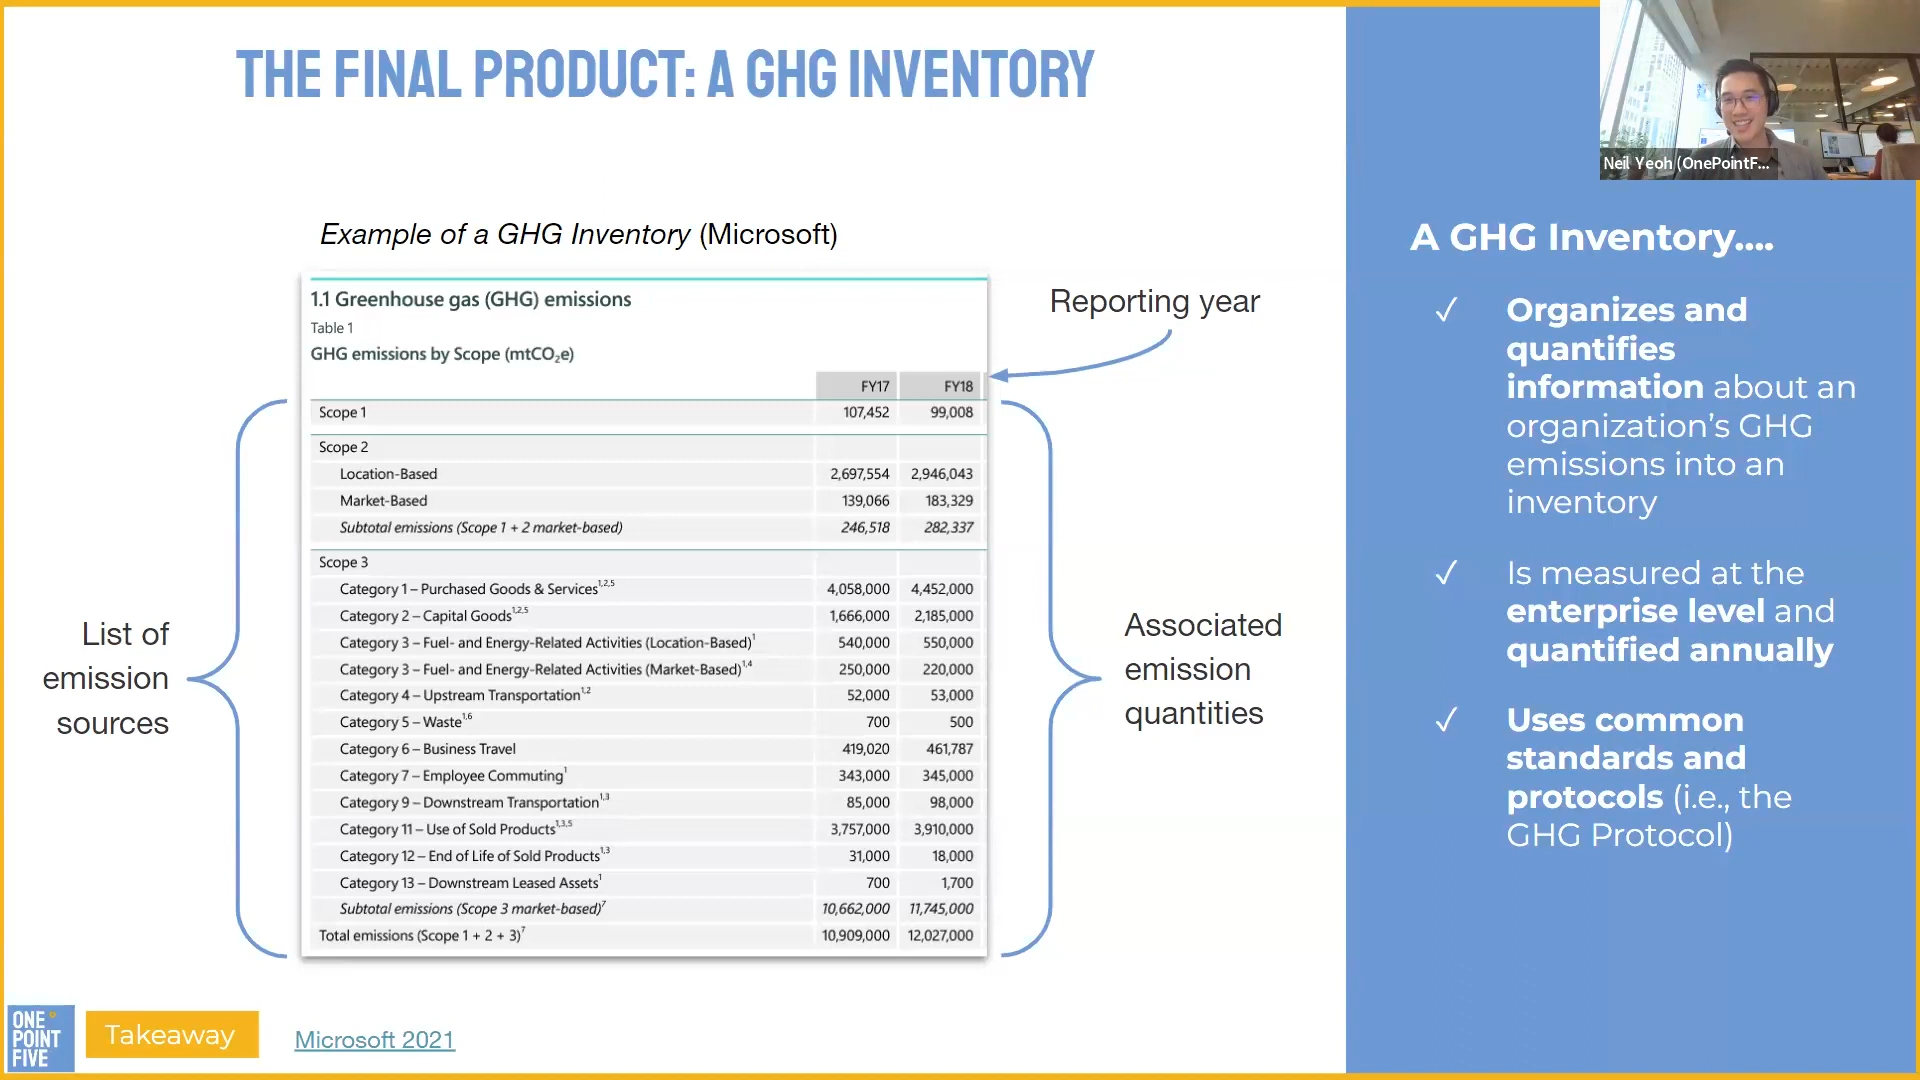 THE FINAL PRODUCT: A GHG INVENTORY
Neil Yeoh (OnePointF...
Example of a GHG Inventory (Microsoft)
1.1 Greenhouse gas (GHG) emissions
Table 1
GHG emissions by Scope (mtCO₂e)
FY17 FY18
Scope 1 107,452 99,008
Scope 2
Location-Based 2,697,554 2,946,043
Market-Based 139,066 183,329
Subtotal emissions (Scope 1 + 2 market-based) 246,518 282,337
Scope 3
Category 1 – Purchased Goods & Services1,2,5 4,058,000 4,452,000
Category 2 – Capital Goods1,2,5 1,666,000 2,185,000
Category 3 – Fuel- and Energy-Related Activities (Location-Based)1 540,000 550,000
Category 3 – Fuel- and Energy-Related Activities (Market-Based)1,4 250,000 220,000
Category 4 – Upstream Transportation1,2 52,000 53,000
Category 5 – Waste1,6 700 500
Category 6 – Business Travel 419,020 461,787
Category 7 – Employee Commuting1 343,000 345,000
Category 9 – Downstream Transportation1,3 85,000 98,000
Category 11 – Use of Sold Products1,3,5 3,757,000 3,910,000
Category 12 – End of Life of Sold Products1,3 31,000 18,000
Category 13 – Downstream Leased Assets1 700 1,700
Subtotal emissions (Scope 3 market-based)7 10,662,000 11,745,000
Total emissions (Scope 1 + 2 + 3)7 10,909,000 12,027,000
List of
emission
sources
Reporting year
Associated
emission
quantities
A GHG Inventory....
✓ Organizes and
quantifies
information about an
organization's GHG
emissions into an
inventory
✓ Is measured at the
enterprise level and
quantified annually
✓ Uses common
standards and
protocols (i.e., the
GHG Protocol)
ONE
POINT
FIVE
Takeaway
Microsoft 2021